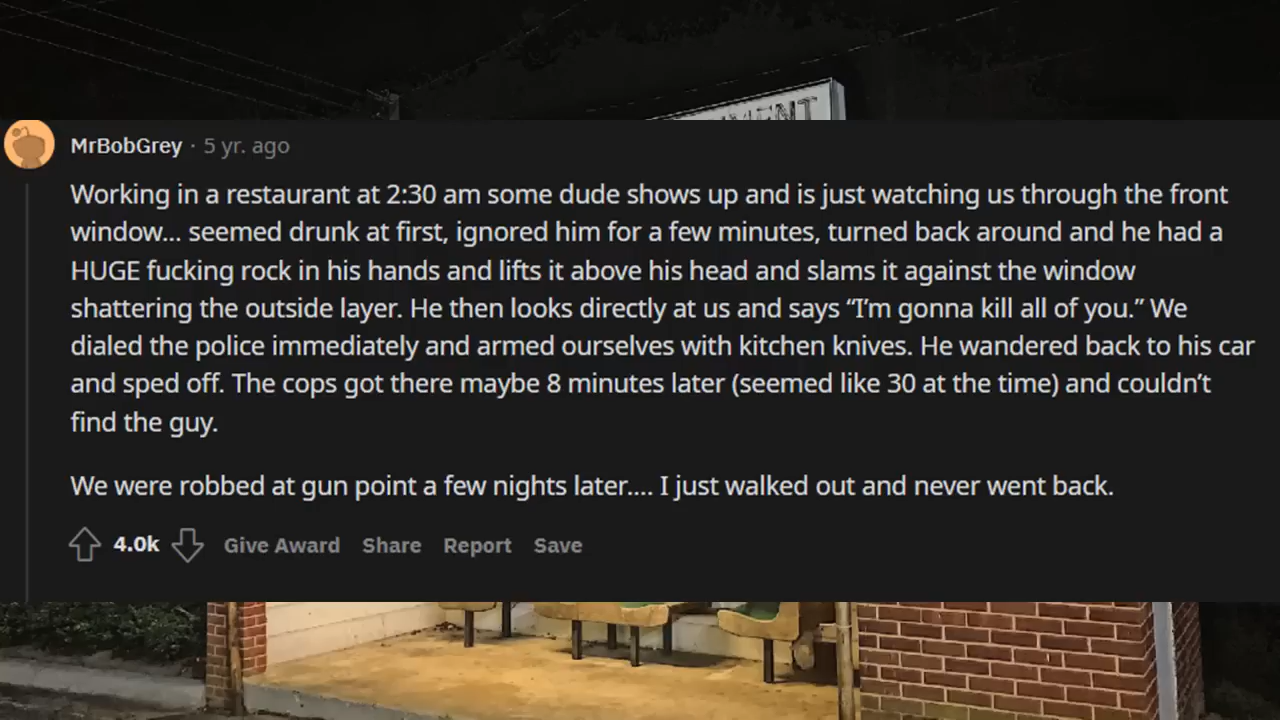 MrBobGrey · 5 yr. ago
Working in a restaurant at 2:30 am some dude shows up and is just watching us through the front
window... seemed drunk at first, ignored him for a few minutes, turned back around and he had a
HUGE fucking rock in his hands and lifts it above his head and slams it against the window
shattering the outside layer. He then looks directly at us and says “I’m gonna kill all of you.” We
dialed the police immediately and armed ourselves with kitchen knives. He wandered back to his car
and sped off. The cops got there maybe 8 minutes later (seemed like 30 at the time) and couldn’t
find the guy.
We were robbed at gun point a few nights later.... I just walked out and never went back.
4.0k Give Award Share Report Save